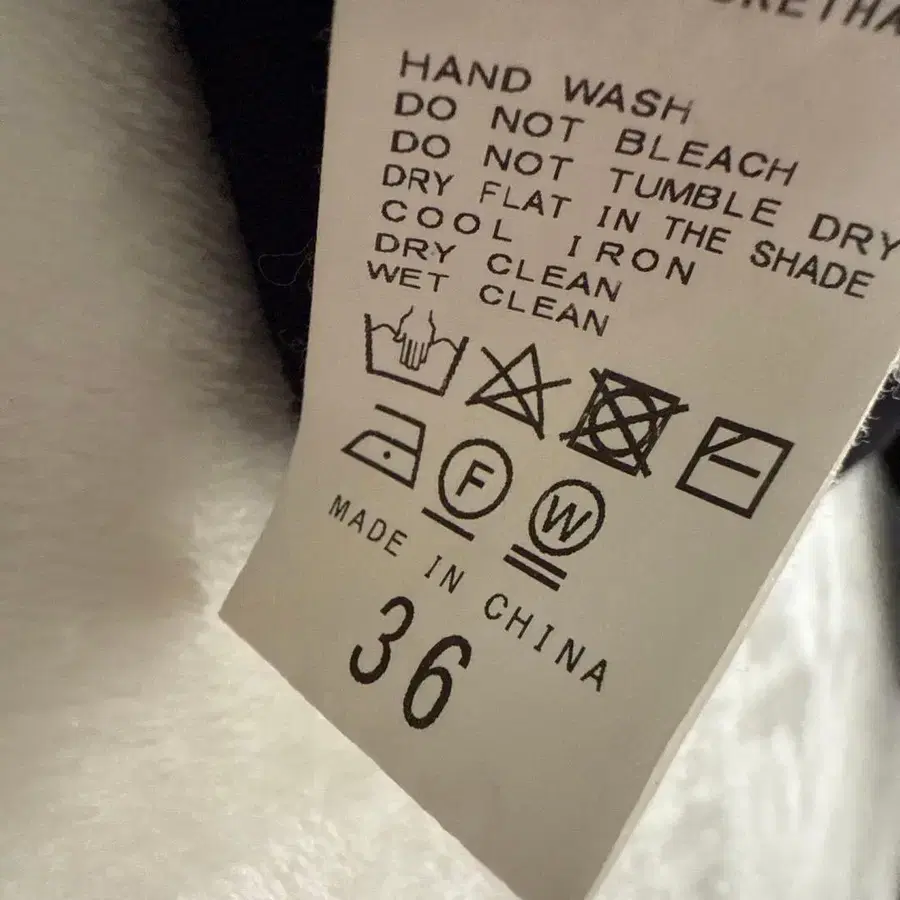 HAND WASH
DO NOT BLEACH
DO NOT TUMBLE DRY
DRY FLAT IN THE SHADE
COOL IRON
DRY CLEAN
WET CLEAN
F
W
MADE IN CHINA
36